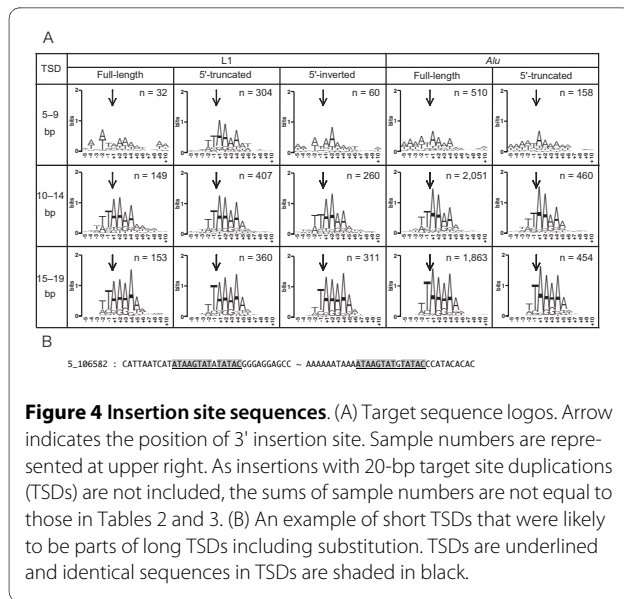 A
TSD
L1
Alu
Full-length
5'-truncated
5'-inverted
Full-length
5'-truncated
5–9
bp
n = 32
n = 304
n = 60
n = 510
n = 158
10–14
bp
n = 149
n = 407
n = 260
n = 2,051
n = 460
15–19
bp
n = 153
n = 360
n = 311
n = 1,863
n = 454
B
5_106582 : CATTAATCATATAAGTATATATACGGGAGGAGCC ~ AAAAAATAAAATAAGTATGTATACCCATACACAC
Figure 4 Insertion site sequences. (A) Target sequence logos. Arrow
indicates the position of 3' insertion site. Sample numbers are repre-
sented at upper right. As insertions with 20-bp target site duplications
(TSDs) are not included, the sums of sample numbers are not equal to
those in Tables 2 and 3. (B) An example of short TSDs that were likely
to be parts of long TSDs including substitution. TSDs are underlined
and identical sequences in TSDs are shaded in black.